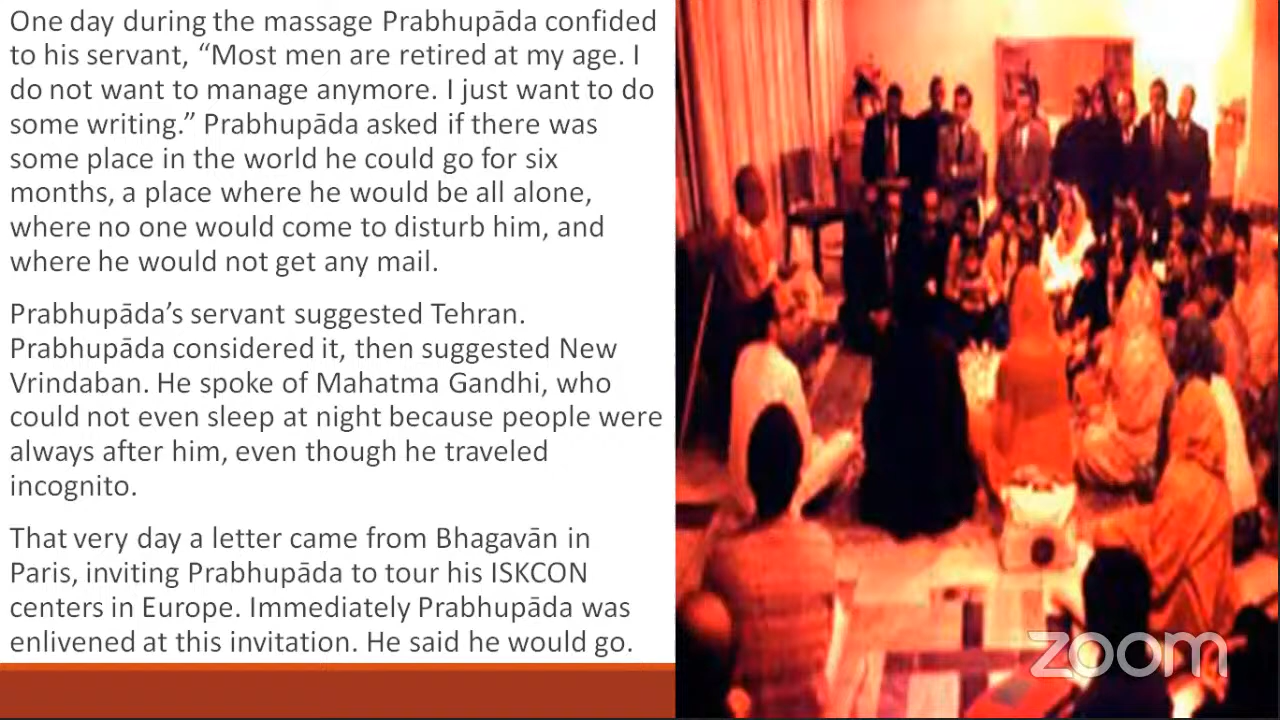 One day during the massage Prabhupāda confided
to his servant, “Most men are retired at my age. I
do not want to manage anymore. I just want to do
some writing.” Prabhupāda asked if there was
some place in the world he could go for six
months, a place where he would be all alone,
where no one would come to disturb him, and
where he would not get any mail.
Prabhupāda’s servant suggested Tehran.
Prabhupāda considered it, then suggested New
Vrindaban. He spoke of Mahatma Gandhi, who
could not even sleep at night because people were
always after him, even though he traveled
incognito.
That very day a letter came from Bhagavān in
Paris, inviting Prabhupāda to tour his ISKCON
centers in Europe. Immediately Prabhupāda was
enlivened at this invitation. He said he would go.
zoom